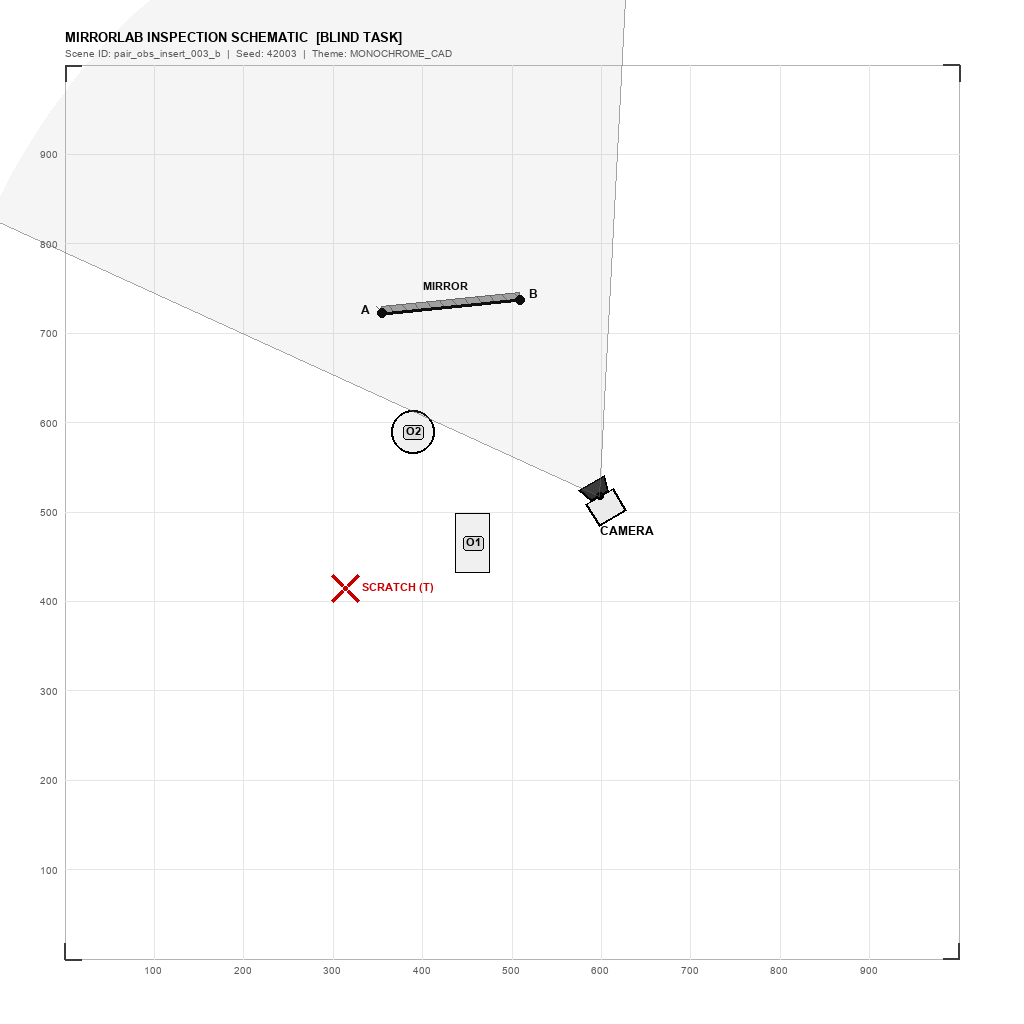 MIRRORLAB INSPECTION SCHEMATIC [BLIND TASK]
Scene ID: pair_obs_insert_003_b | Seed: 42003 | Theme: MONOCHROME_CAD
900
800
MIRROR
B
A
700
600
O2
500
CAMERA
O1
SCRATCH (T)
400
300
200
100
100 200 300 400 500 600 700 800 900